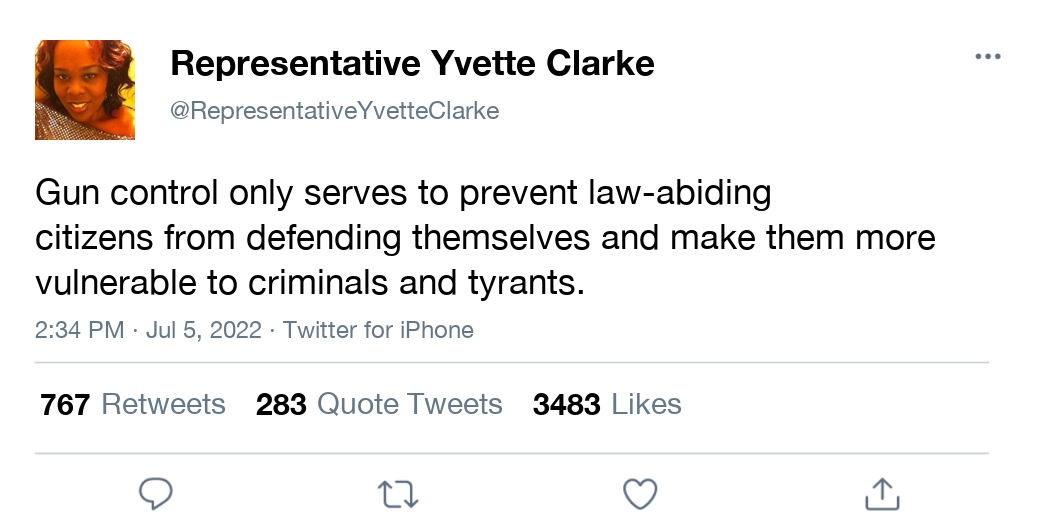 Representative Yvette Clarke
@RepresentativeYvetteClarke
Gun control only serves to prevent law-abiding
citizens from defending themselves and make them more
vulnerable to criminals and tyrants.
2:34 PM · Jul 5, 2022 · Twitter for iPhone
767 Retweets 283 Quote Tweets 3483 Likes